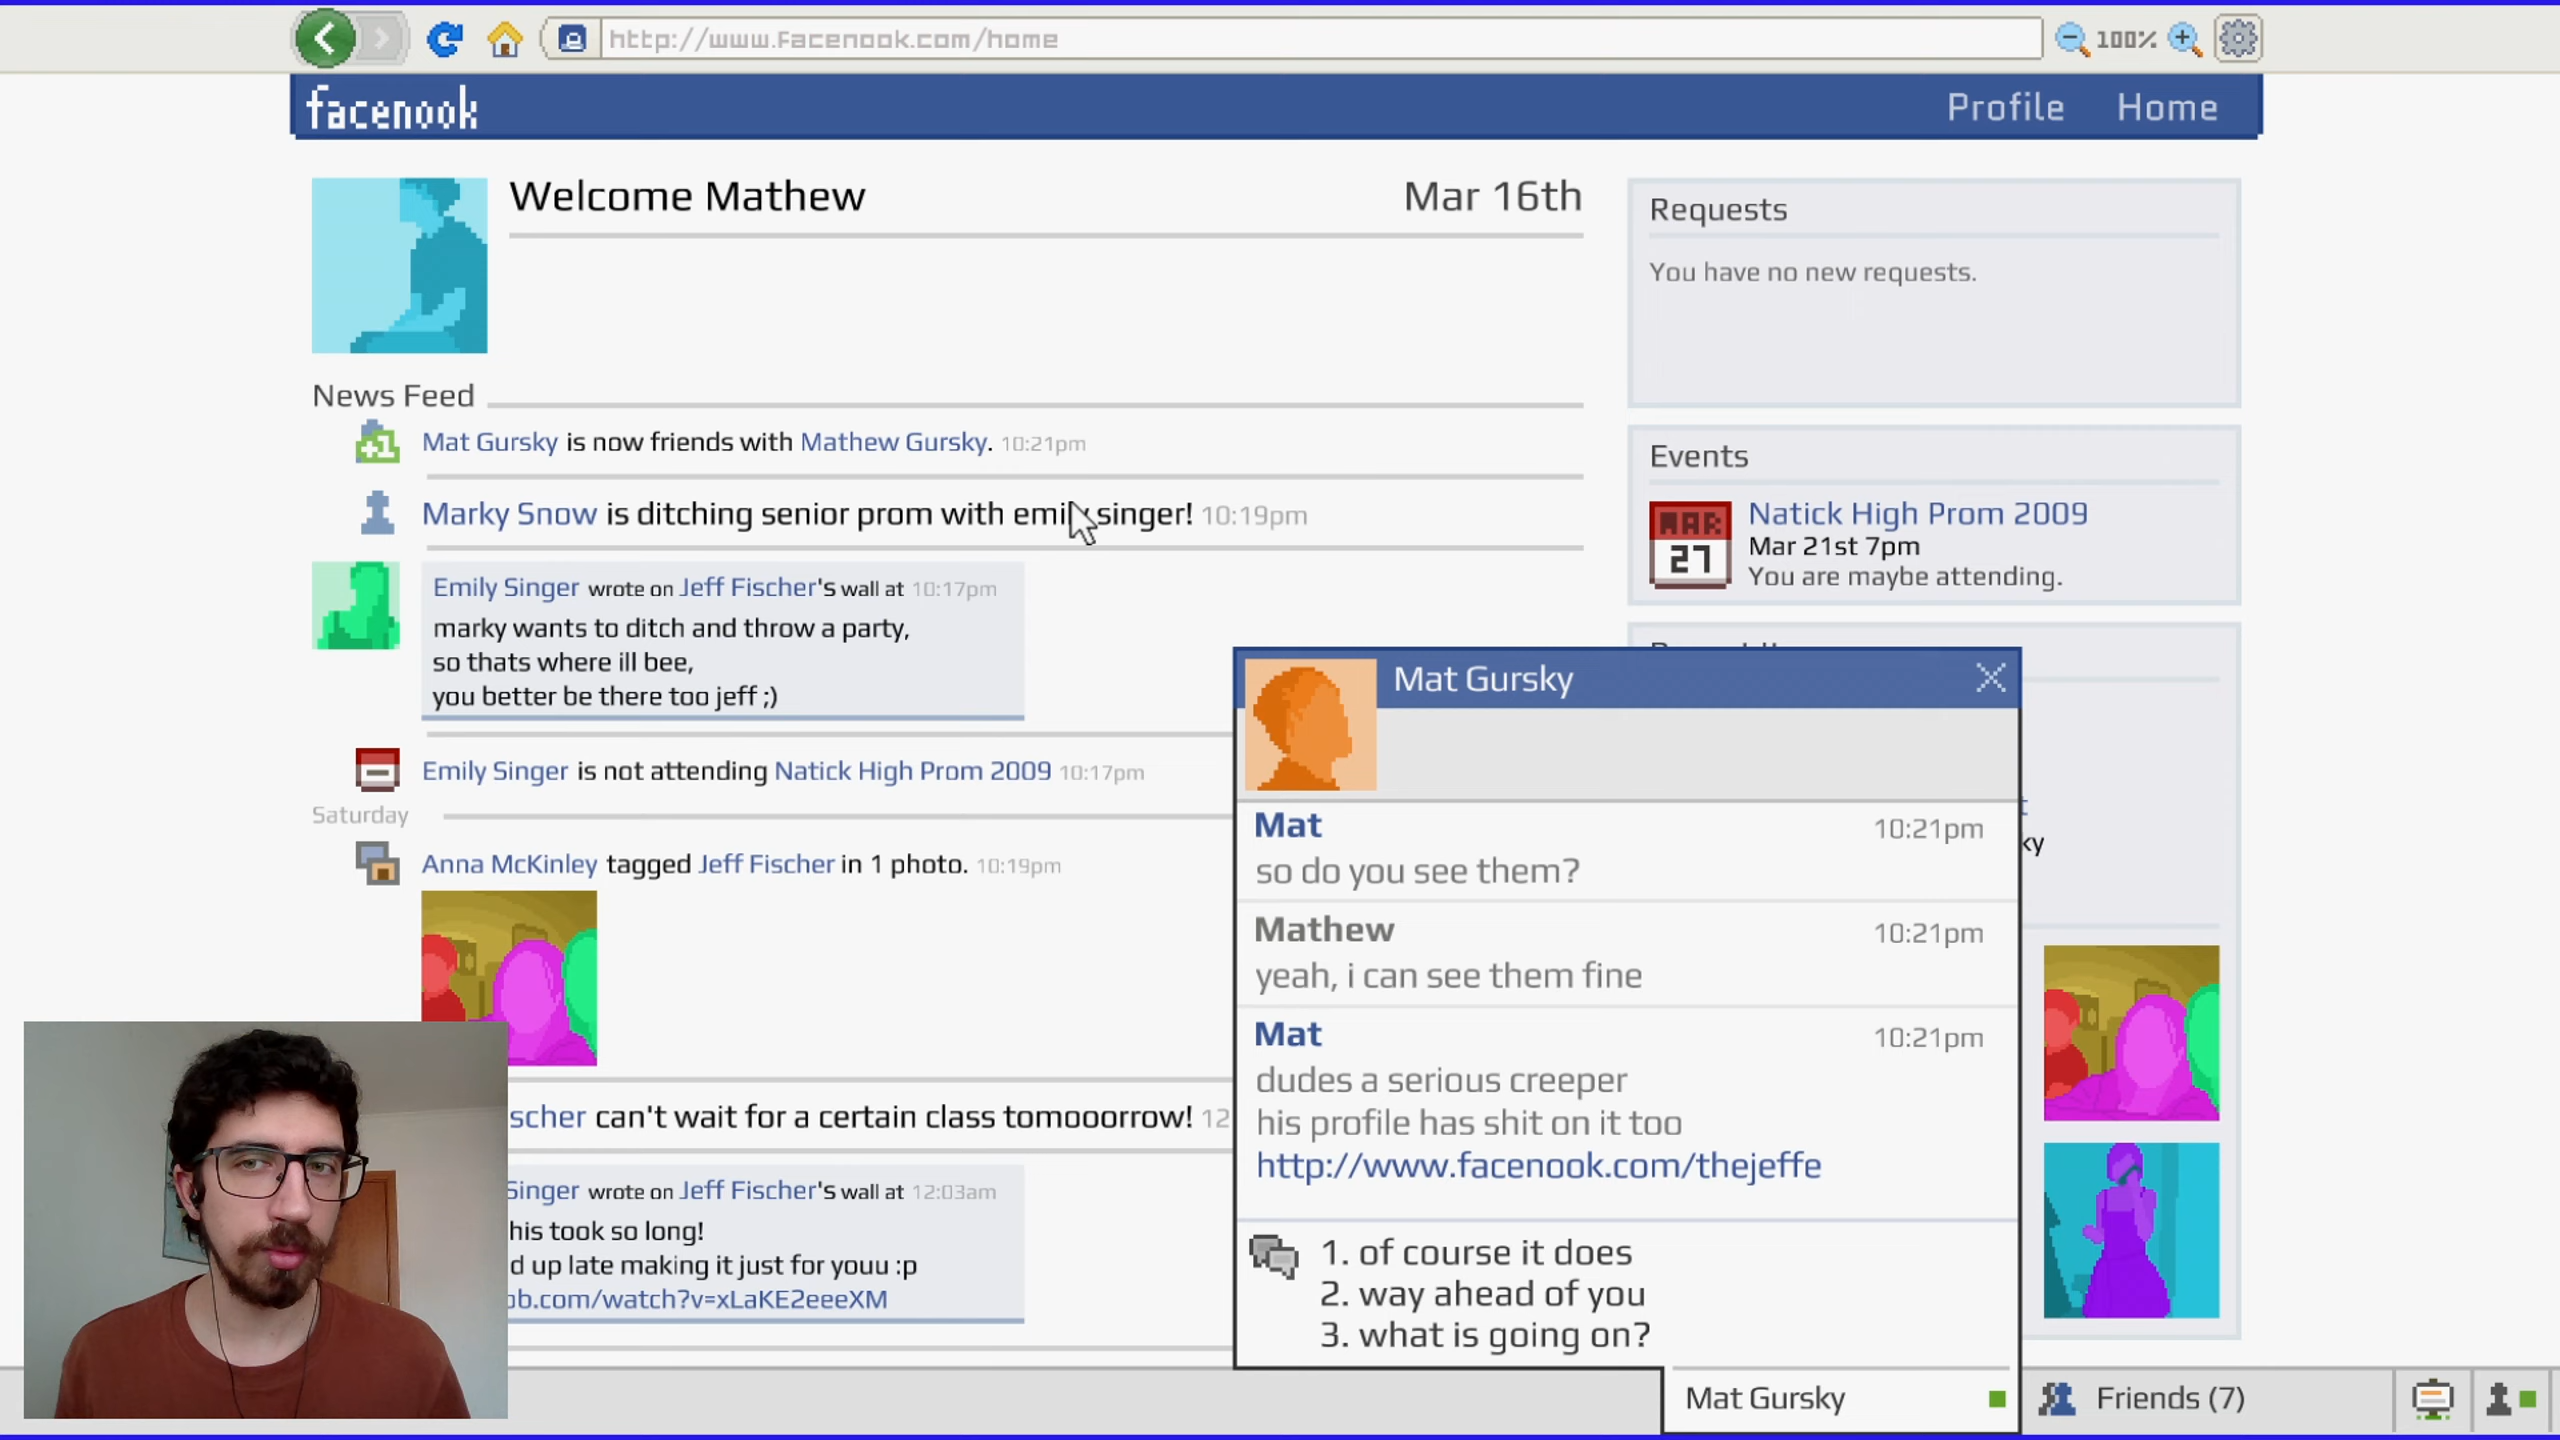 http://www.Facenook.com/home
100%
facenook
Profile Home
Welcome Mathew
Mar 16th
News Feed
Mat Gursky is now friends with Mathew Gursky. 10:21pm
Marky Snow is ditching senior prom with emily singer! 10:19pm
Emily Singer wrote on Jeff Fischer's wall at 10:17pm
marky wants to ditch and throw a party,
so thats where ill bee,
you better be there too jeff ;)
Emily Singer is not attending Natick High Prom 2009 10:17pm
Saturday
Anna McKinley tagged Jeff Fischer in 1 photo. 10:19pm
scher can't wait for a certain class tomooorrow! 12
Singer wrote on Jeff Fischer's wall at 12:03am
his took so long!
d up late making it just for youu :p
ob.com/watch?v=xLaKE2eeeXM
Requests
You have no new requests.
Events
MAR
27
Natick High Prom 2009
Mar 21st 7pm
You are maybe attending.
ky
Mat Gursky
Mat 10:21pm
so do you see them?
Mathew 10:21pm
yeah, i can see them fine
Mat 10:21pm
dudes a serious creeper
his profile has shit on it too
http://www.facenook.com/thejeffe
1. of course it does
2. way ahead of you
3. what is going on?
Mat Gursky
Friends (7)